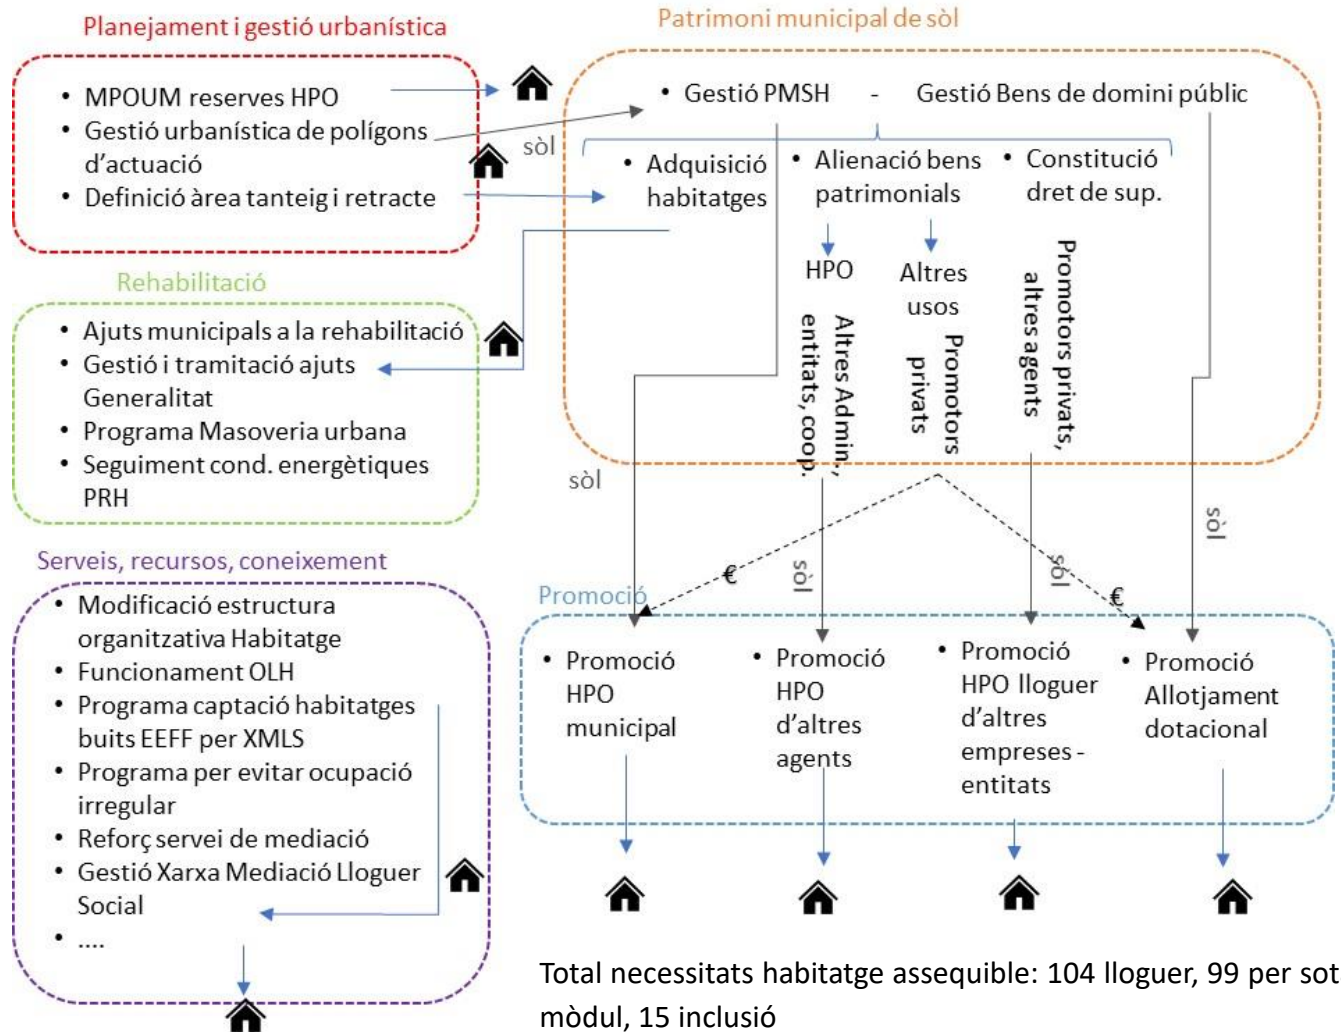 Planejament i gestió urbanística
• MPOUM reserves HPO
• Gestió urbanística de polígons
d'actuació
• Definició àrea tanteig i retracte
sòl
Patrimoni municipal de sòl
• Gestió PMSH - Gestió Bens de domini públic
• Adquisició
habitatges
• Alienació bens
patrimonials
• Constitució
dret de sup.
HPO
Altres Admin.,
entitats, coop.
Altres
usos
Promotors
privats
Promotors privats,
altres agents
Rehabilitació
• Ajuts municipals a la rehabilitació
• Gestió i tramitació ajuts
Generalitat
• Programa Masoveria urbana
• Seguiment cond. energètiques
PRH
sòl
sòl
sòl
sòl
€
€
Serveis, recursos, coneixement
• Modificació estructura
organitzativa Habitatge
• Funcionament OLH
• Programa captació habitatges
buits EEFF per XMLS
• Programa per evitar ocupació
irregular
• Reforç servei de mediació
• Gestió Xarxa Mediació Lloguer
Social
• ....
Promoció
• Promoció
HPO
municipal
• Promoció
HPO
d'altres
agents
• Promoció
HPO lloguer
d'altres
empreses -
entitats
• Promoció
Allotjament
dotacional
Total necessitats habitatge assequible: 104 lloguer, 99 per sot
mòdul, 15 inclusió